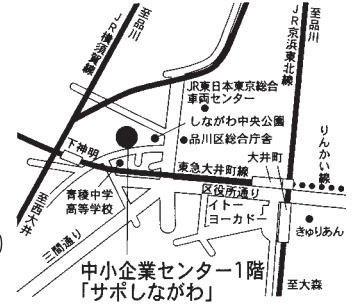 至品川
JR横須賀線
至品川
JR京浜東北線
JR東日本東京総合
車両センター
しながわ中央公園
品川区総合庁舎
下神明
大井町
りんかい線
東急大井町線
区役所通り
青稜中学
高等学校
イトー
ヨーカドー
至西大井
三間通り
きゅりあん
中小企業センター1階
「サポしながわ」
至大森